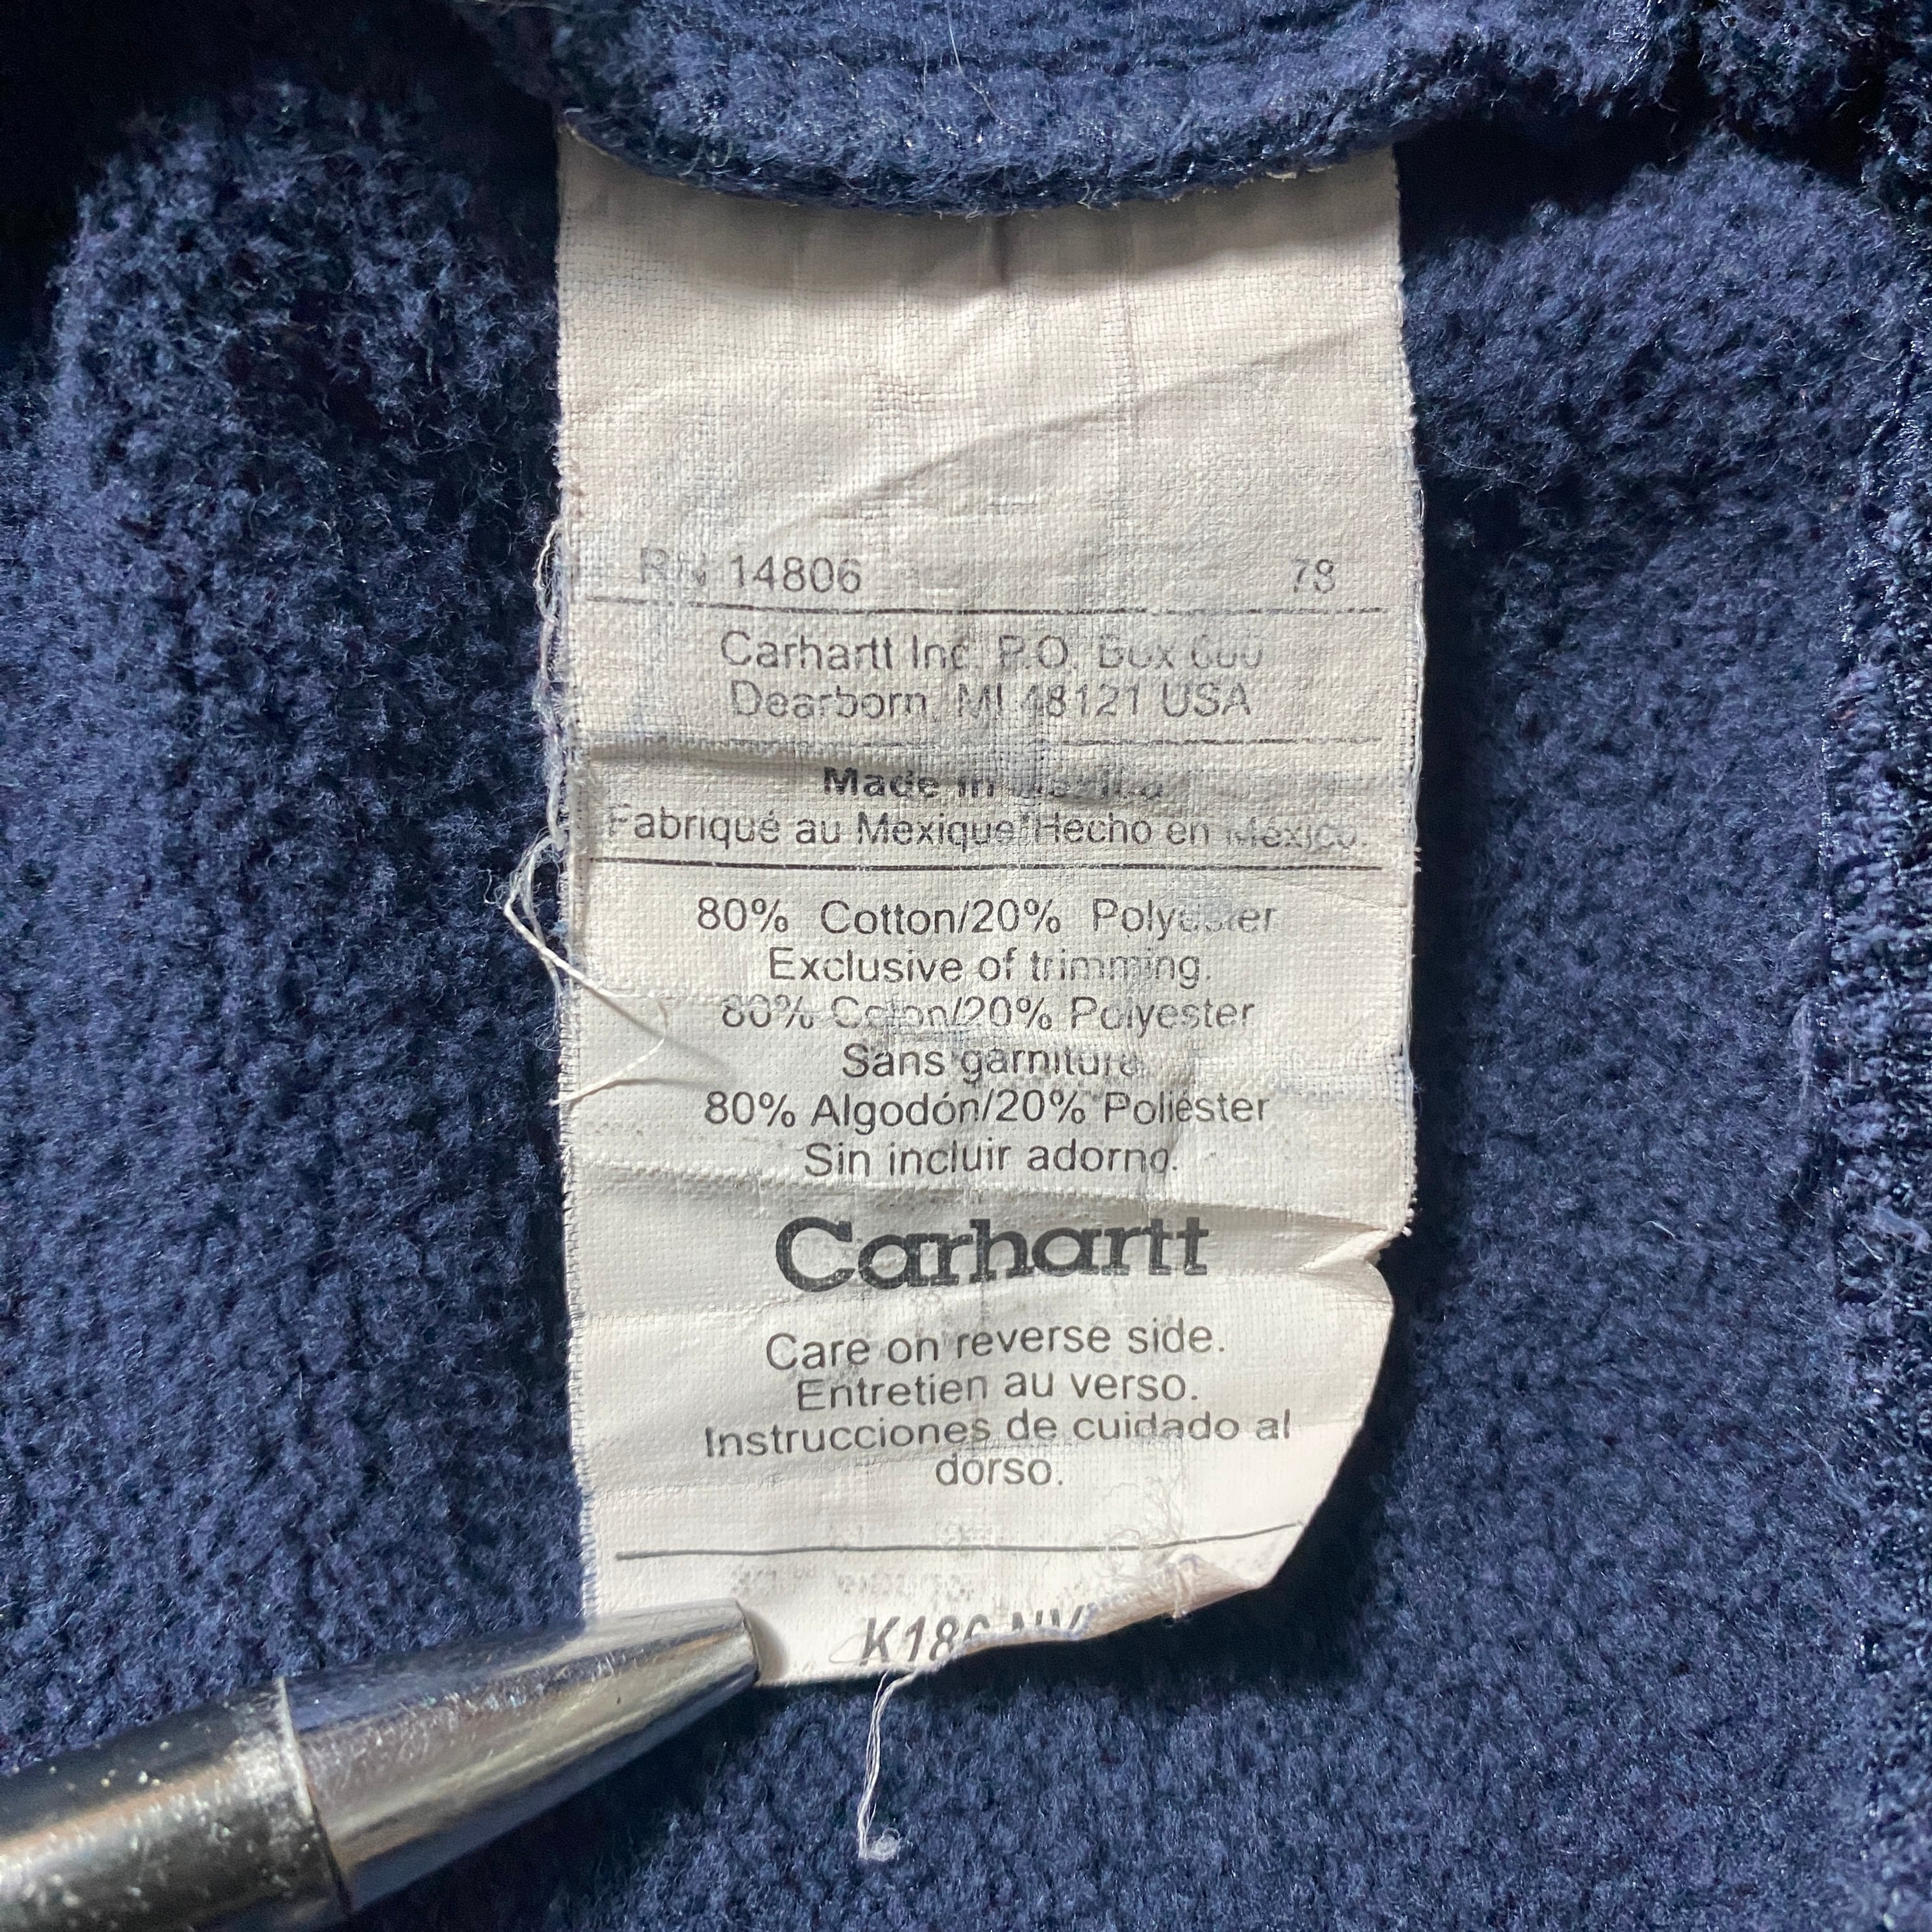 RN 14806 78
Carhartt Inc. P.O. Box 600
Dearborn, MI 48121 USA
Made in Mexico
Fabriqué au Mexique/Hecho en México.
80% Cotton/20% Polyester
Exclusive of trimming.
80% Coton/20% Polyester
Sans garniture
80% Algodón/20% Poliéster
Sin incluir adorno.
Carhartt
Care on reverse side.
Entretien au verso.
Instrucciones de cuidado al
dorso.